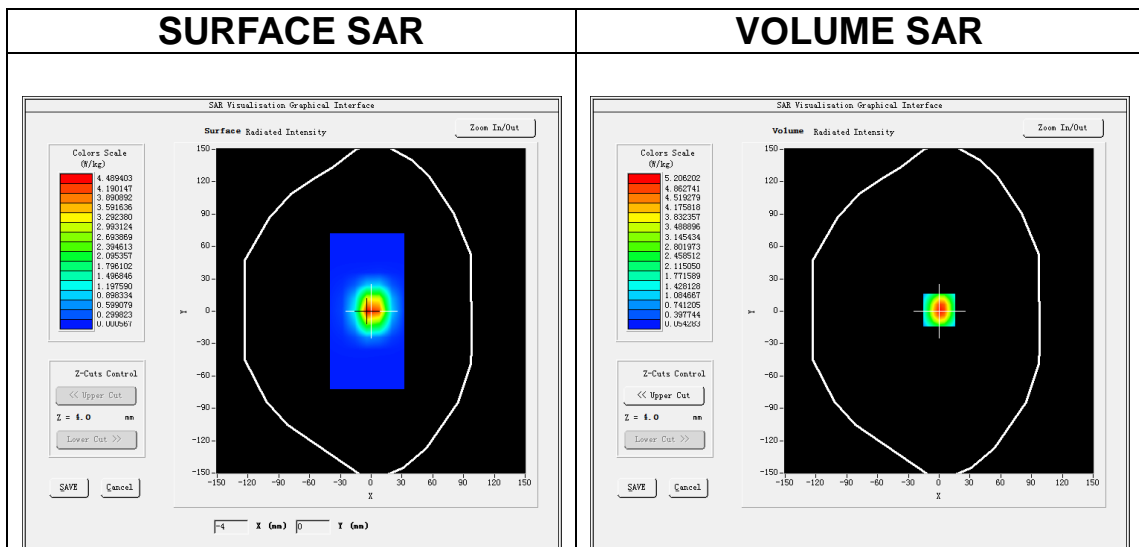 SURFACE SAR
VOLUME SAR
SAR Visualisation Graphical Interface
Surface Radiated Intensity
Zoom In/Out
Colors Scale
(W/kg)
4.489403
4.190147
3.890892
3.591636
3.292380
2.993124
2.693869
2.394613
2.095357
1.796102
1.496846
1.197590
0.898334
0.599079
0.299823
0.000567
Z-Cuts Control
<< Upper Cut
Z = 4.0 mm
Lower Cut >>
SAVE Cancel
150
120
90
60
30
0
-30
-60
-90
-120
-150
Y
-150 -120 -90 -60 -30 0 30 60 90 120 150
X
-4 X (mm) 0 Y (mm)
SAR Visualisation Graphical Interface
Volume Radiated Intensity
Zoom In/Out
Colors Scale
(W/kg)
5.206202
4.862741
4.519279
4.175818
3.832357
3.488896
3.145434
2.801973
2.458512
2.115050
1.771589
1.428128
1.084667
0.741205
0.397744
0.054283
Z-Cuts Control
<< Upper Cut
Z = 4.0 mm
Lower Cut >>
SAVE Cancel
150
120
90
60
30
0
-30
-60
-90
-120
-150
Y
-150 -120 -90 -60 -30 0 30 60 90 120 150
X